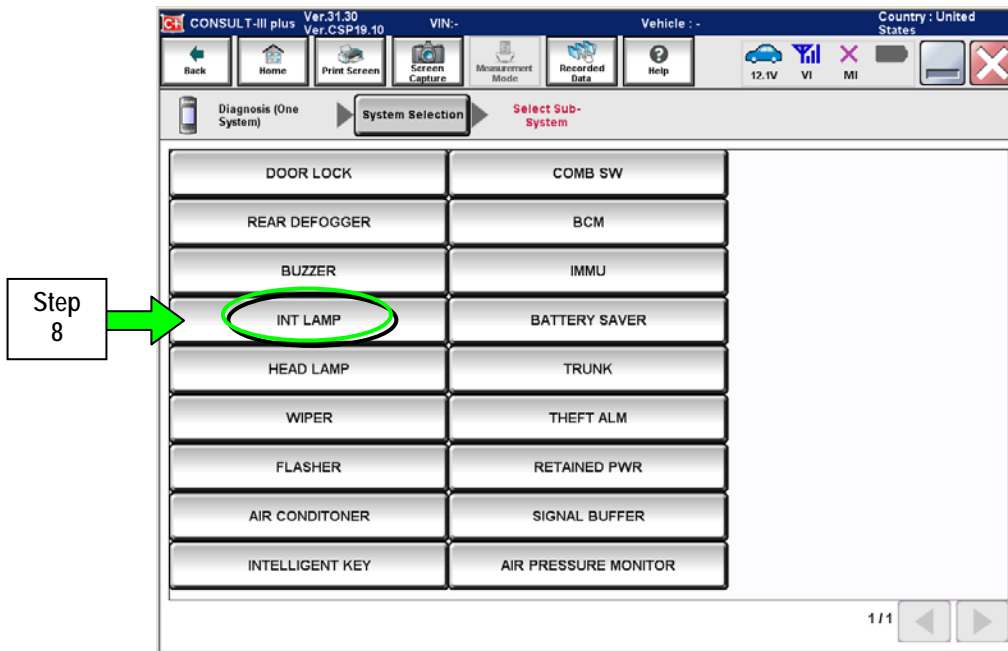 CONSULT-III plus Ver.31.30 VIN:- Vehicle : - Country : United
Ver.CSP19.10 States
Back Home Print Screen Screen Capture Measurement Mode Recorded Data Help 12.1V VI MI
Diagnosis (One System) System Selection Select Sub-System
DOOR LOCK COMB SW
REAR DEFOGGER BCM
BUZZER IMMU
Step 8
INT LAMP BATTERY SAVER
HEAD LAMP TRUNK
WIPER THEFT ALM
FLASHER RETAINED PWR
AIR CONDITONER SIGNAL BUFFER
INTELLIGENT KEY AIR PRESSURE MONITOR
1/1